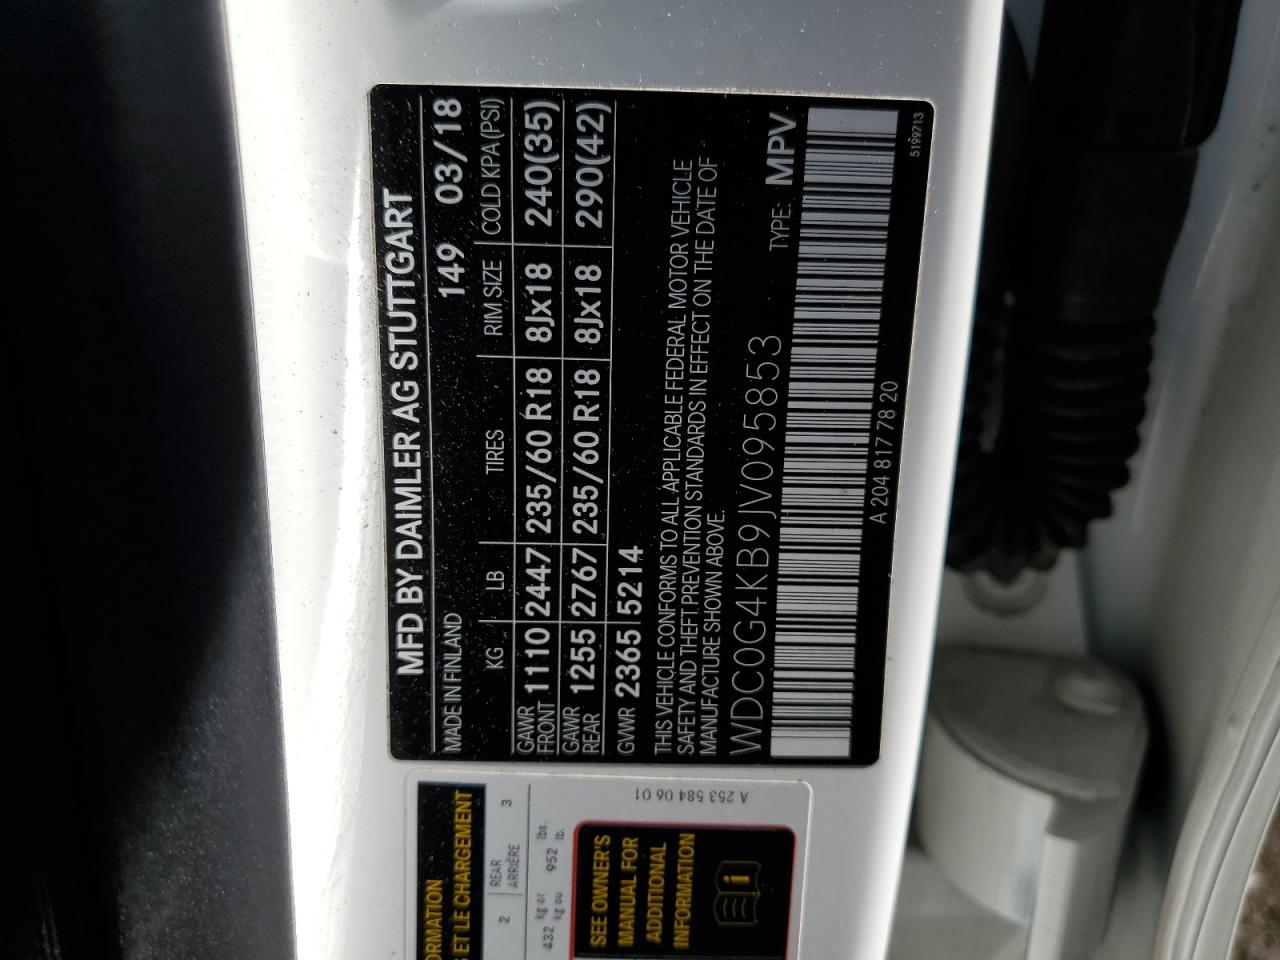 MFD BY DAIMLER AG STUTTGART
MADE IN FINLAND 149 03/18
KG LB TIRES RIM SIZE COLD KPA(PSI)
GAWR FRONT 1110 2447 235/60 R18 8Jx18 240(35)
GAWR REAR 1255 2767 235/60 R18 8Jx18 290(42)
GVWR 2365 5214
THIS VEHICLE CONFORMS TO ALL APPLICABLE FEDERAL MOTOR VEHICLE
SAFETY AND THEFT PREVENTION STANDARDS IN EFFECT ON THE DATE OF
MANUFACTURE SHOWN ABOVE.
WDC0G4KB9JV095853 TYPE: MPV
A 204 817 78 20
5199713
ORMATION
S ET LE CHARGEMENT
2 REAR ARRIÈRE 3
432 kg or 952 lbs.
kg ou lb.
SEE OWNER'S
MANUAL FOR
ADDITIONAL
INFORMATION
i
A 253 584 06 01